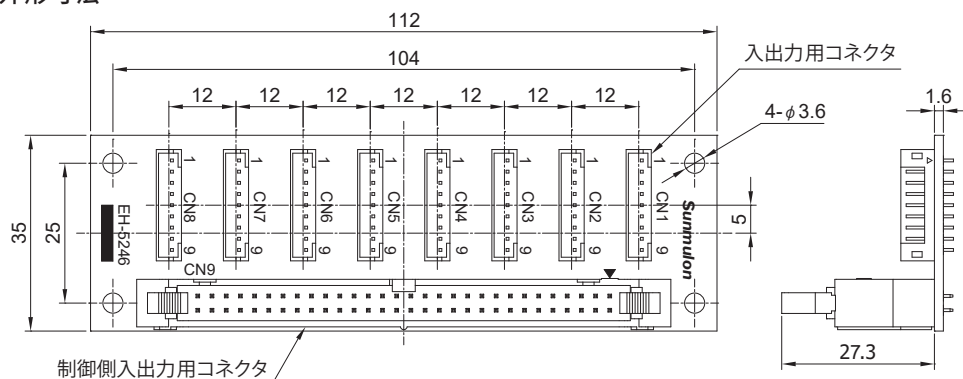 外形寸法
112
104
入出力用コネクタ
12 12 12 12 12 12 12
1.6
4-φ3.6
1 1 1 1 1 1 1 1
CN8 CN7 CN6 CN5 CN4 CN3 CN2 CN1
9 9 9 9 9 9 9 9
35
25
EH-5246
Sunmulon
5
CN9
27.3
制御側入出力用コネクタ